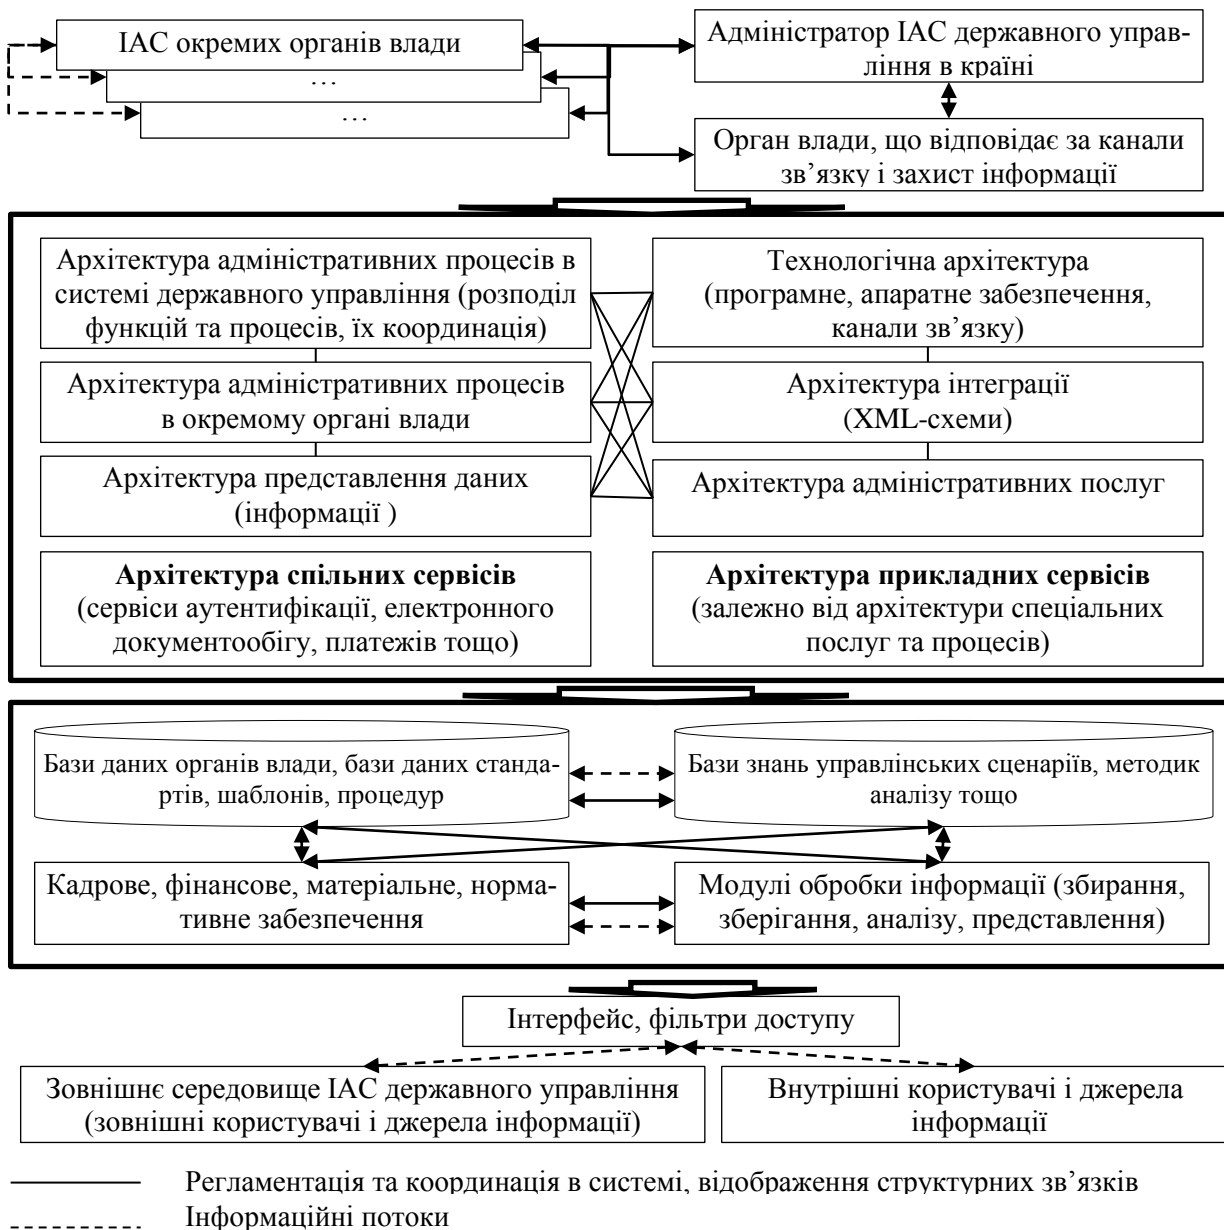 ІАС окремих органів влади
…
…
Адміністратор ІАС державного управ-
ління в країні
Орган влади, що відповідає за канали
зв’язку і захист інформації
Архітектура адміністративних процесів в
системі державного управління (розподіл
функцій та процесів, їх координація)
Технологічна архітектура
(програмне, апаратне забезпечення,
канали зв’язку)
Архітектура адміністративних процесів
в окремому органі влади
Архітектура інтеграції
(XML-схеми)
Архітектура представлення даних
(інформації )
Архітектура адміністративних послуг
Архітектура спільних сервісів
(сервіси аутентифікації, електронного
документообігу, платежів тощо)
Архітектура прикладних сервісів
(залежно від архітектури спеціальних
послуг та процесів)
Бази даних органів влади, бази даних станда-
ртів, шаблонів, процедур
Бази знань управлінських сценаріїв, методик
аналізу тощо
Кадрове, фінансове, матеріальне, норма-
тивне забезпечення
Модулі обробки інформації (збирання,
зберігання, аналізу, представлення)
Інтерфейс, фільтри доступу
Зовнішнє середовище ІАС державного управління
(зовнішні користувачі і джерела інформації)
Внутрішні користувачі і джерела
інформації
Регламентація та координація в системі, відображення структурних зв’язків
Інформаційні потоки